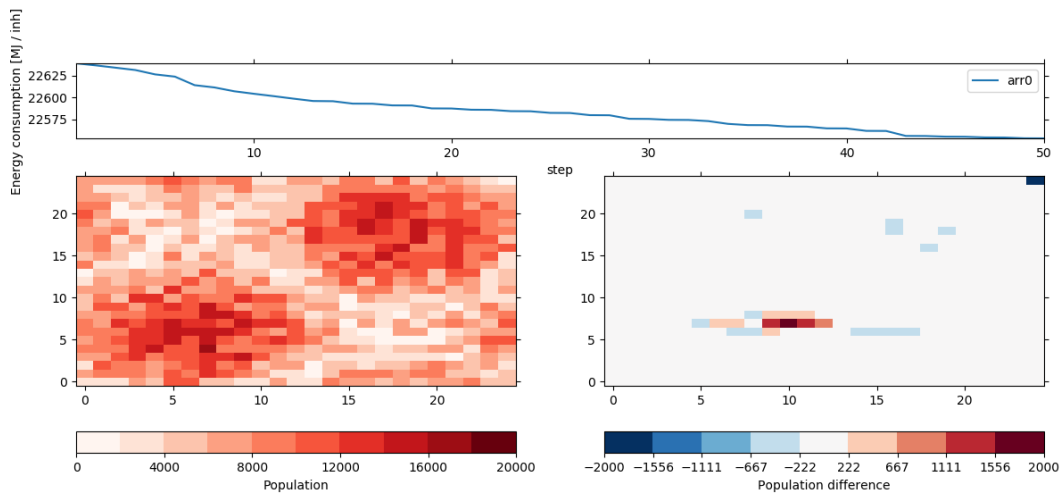 Energy consumption [MJ / inh]
22625
22600
22575
arr0
10 20 30 40 50
step
20
15
10
5
0
0 5 10 15 20
20
15
10
5
0
0 5 10 15 20
0 4000 8000 12000 16000 20000
Population
−2000 −1556 −1111 −667 −222 222 667 1111 1556 2000
Population difference